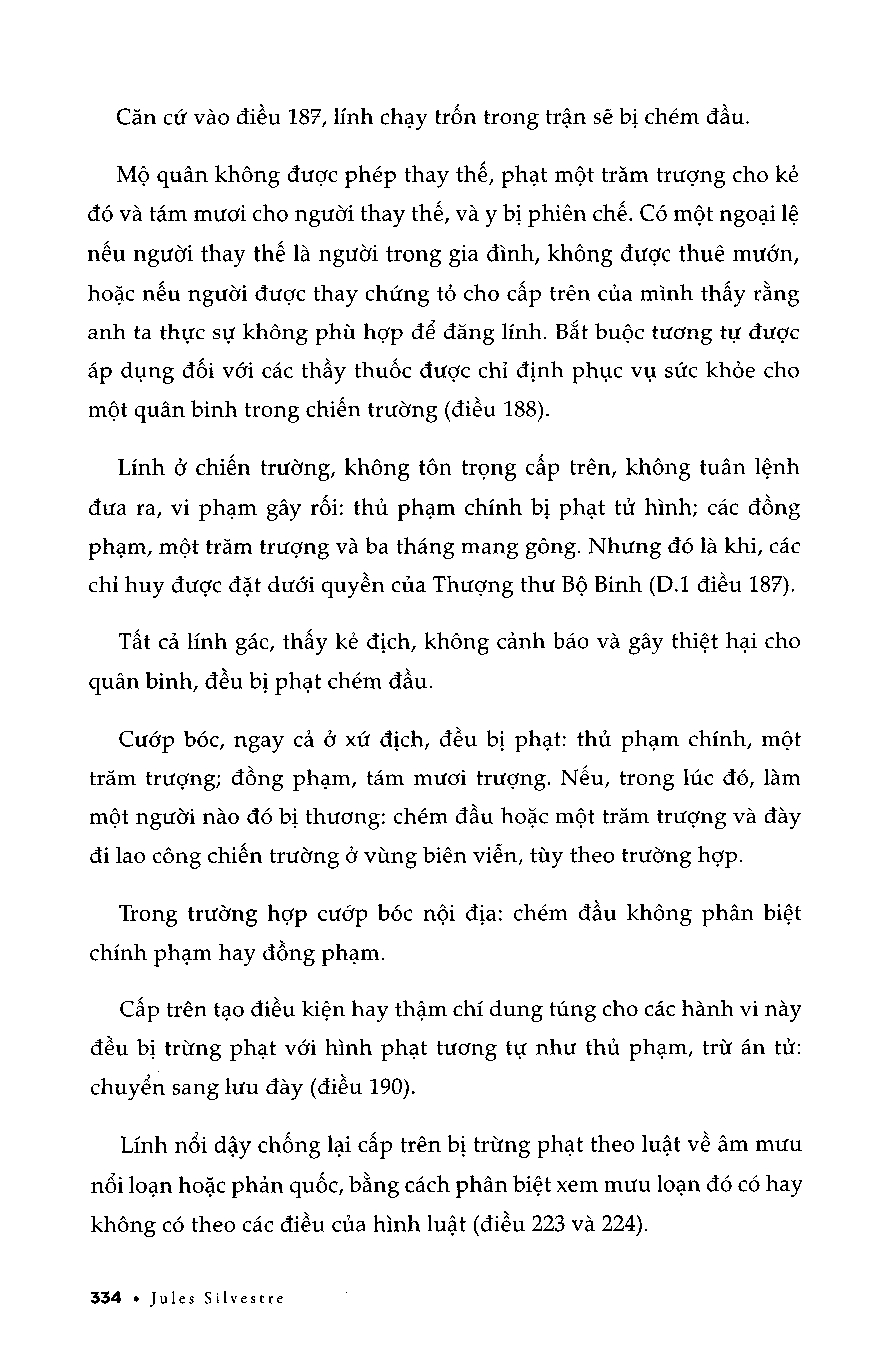 Căn cứ vào điều 187, lính chạy trốn trong trận sẽ bị chém đầu.
Mộ quân không được phép thay thế, phạt một trăm trượng cho kẻ
đó và tám mươi cho người thay thế, và y bị phiên chế. Có một ngoại lệ
nếu người thay thế là người trong gia đình, không được thuê mướn,
hoặc nếu người được thay chứng tỏ cho cấp trên của mình thấy rằng
anh ta thực sự không phù hợp để đăng lính. Bắt buộc tương tự được
áp dụng đối với các thầy thuốc được chỉ định phục vụ sức khỏe cho
một quân binh trong chiến trường (điều 188).
Lính ở chiến trường, không tôn trọng cấp trên, không tuân lệnh
đưa ra, vi phạm gây rối: thủ phạm chính bị phạt tử hình; các đồng
phạm, một trăm trượng và ba tháng mang gông. Nhưng đó là khi, các
chỉ huy được đặt dưới quyền của Thượng thư Bộ Binh (D.1 điều 187).
Tất cả lính gác, thấy kẻ địch, không cảnh báo và gây thiệt hại cho
quân binh, đều bị phạt chém đầu.
Cướp bóc, ngay cả ở xứ địch, đều bị phạt: thủ phạm chính, một
trăm trượng; đồng phạm, tám mươi trượng. Nếu, trong lúc đó, làm
một người nào đó bị thương: chém đầu hoặc một trăm trượng và đày
đi lao công chiến trường ở vùng biên viễn, tùy theo trường hợp.
Trong trường hợp cướp bóc nội địa: chém đầu không phân biệt
chính phạm hay đồng phạm.
Cấp trên tạo điều kiện hay thậm chí dung túng cho các hành vi này
đều bị trừng phạt với hình phạt tương tự như thủ phạm, trừ án tử:
chuyển sang lưu đày (điều 190).
Lính nổi dậy chống lại cấp trên bị trừng phạt theo luật về âm mưu
nổi loạn hoặc phản quốc, bằng cách phân biệt xem mưu loạn đó có hay
không có theo các điều của hình luật (điều 223 và 224).
334 • Jules Silvestre